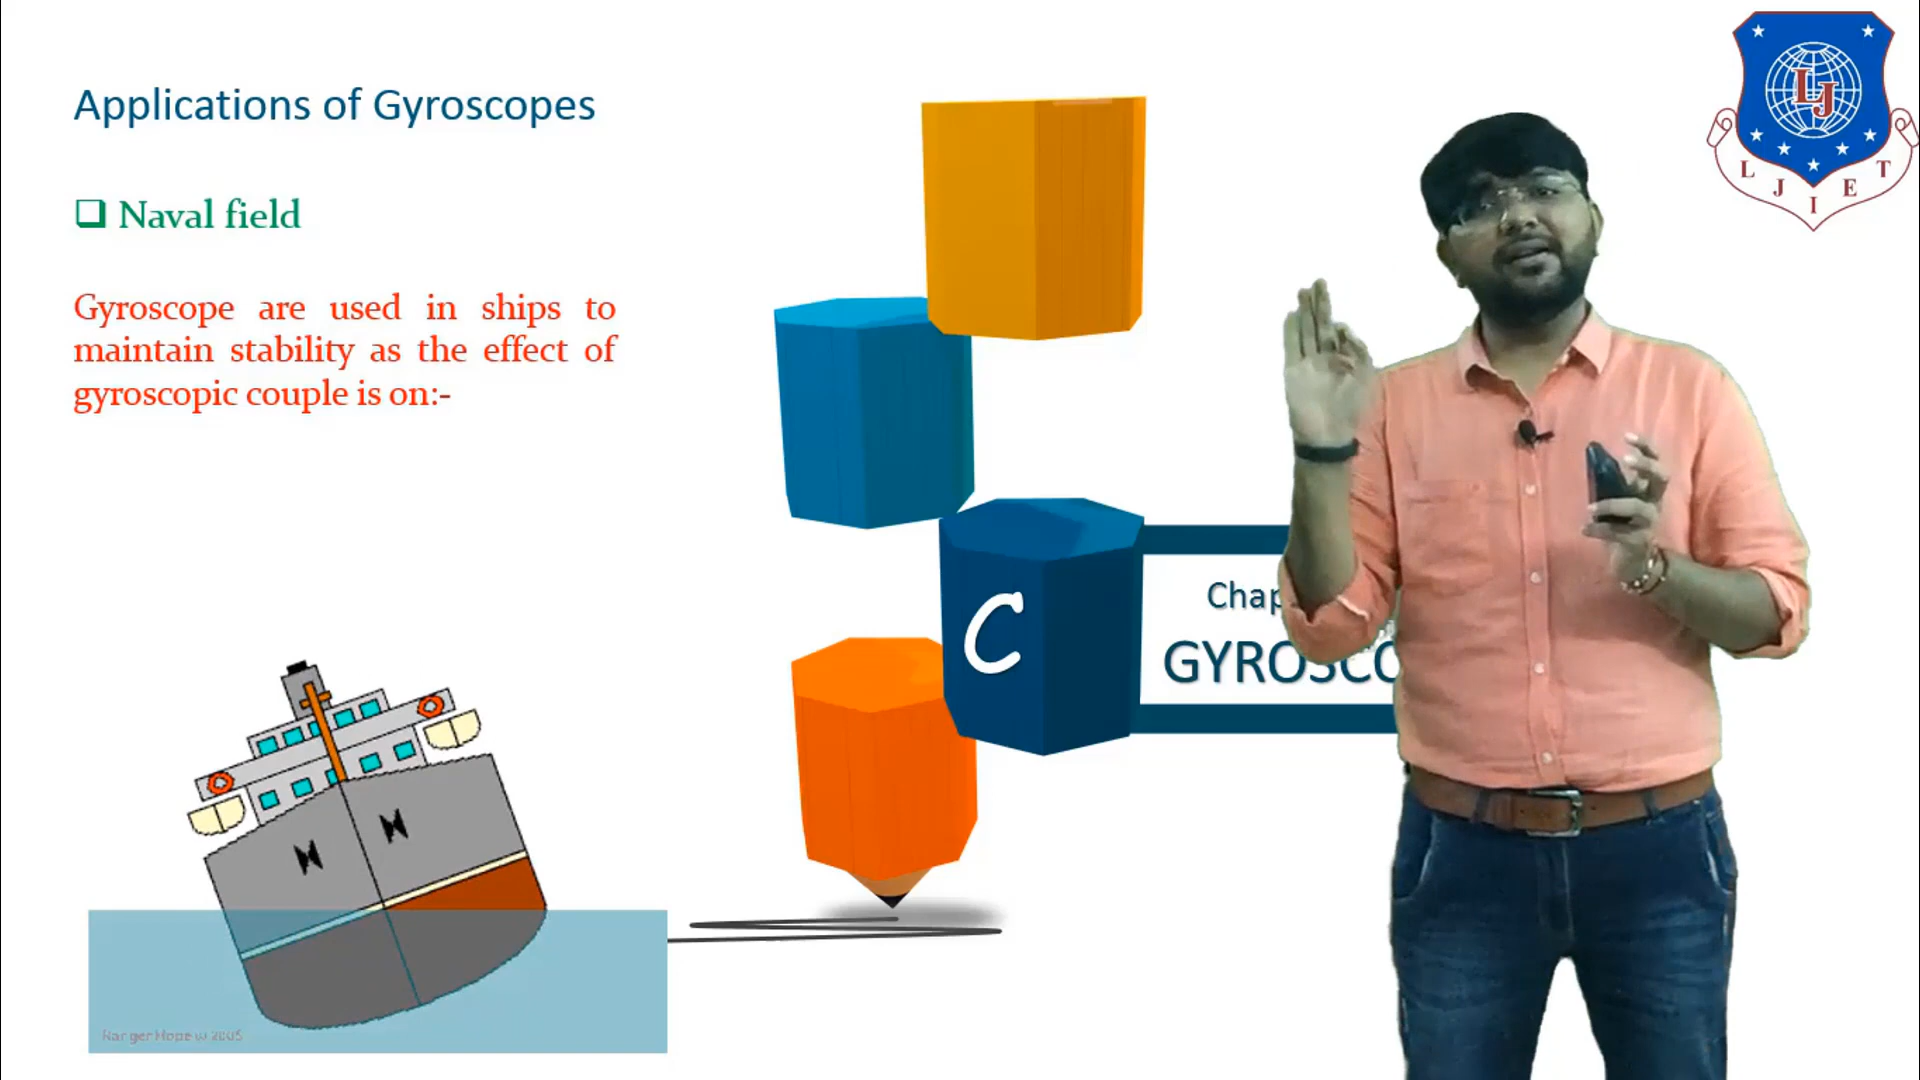 Applications of Gyroscopes
❑ Naval field
Gyroscope are used in ships to
maintain stability as the effect of
gyroscopic couple is on:-
C
GYROSCO
LJ
L J I E T